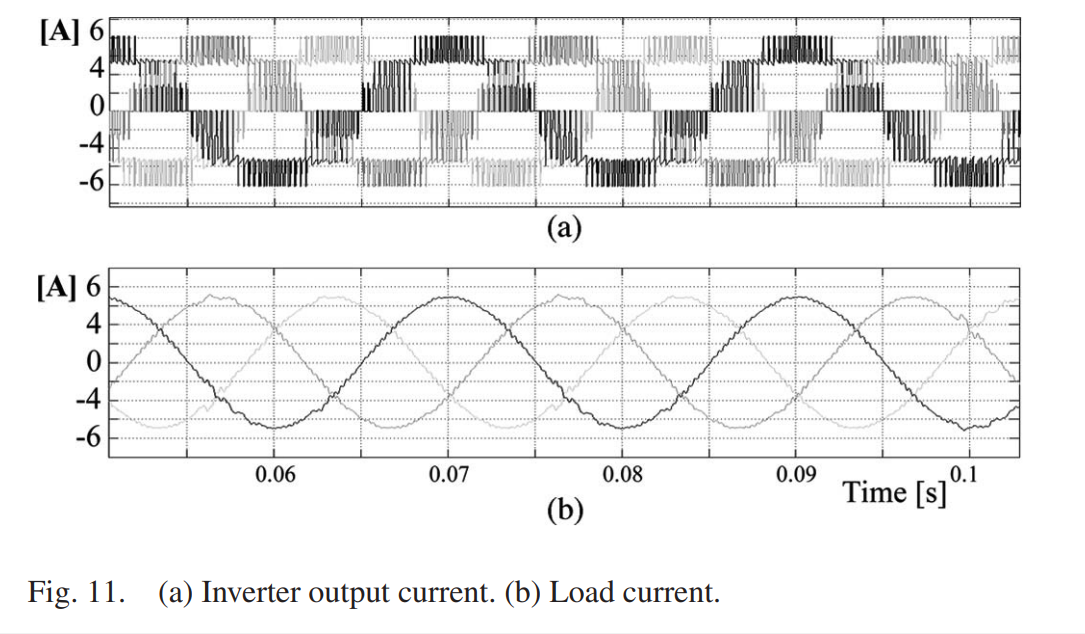 [A] 6
4
0
-4
-6
(a)
[A] 6
4
0
-4
-6
0.06 0.07 0.08 0.09 0.1
Time [s]
(b)
Fig. 11. (a) Inverter output current. (b) Load current.